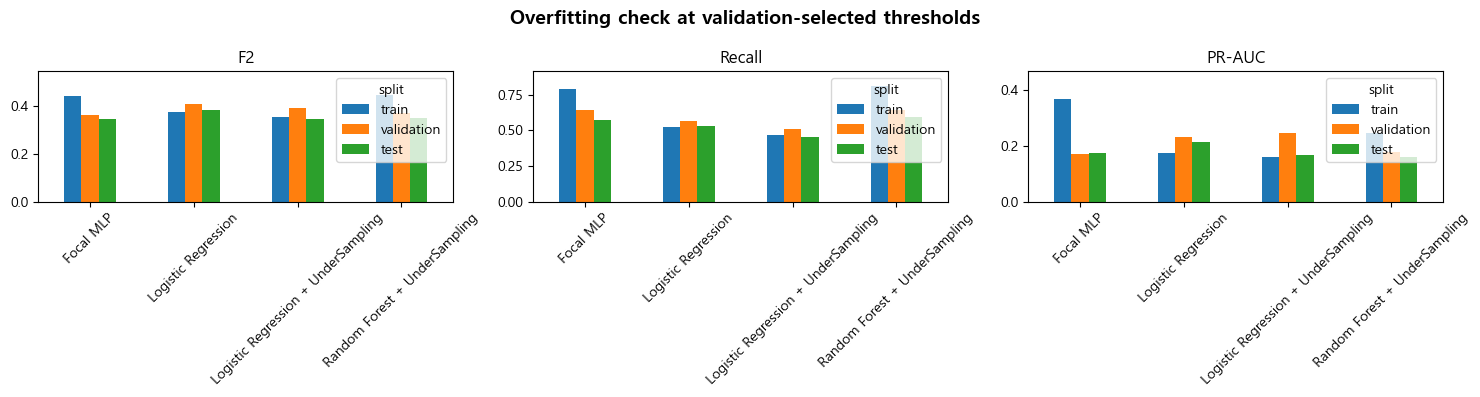 Overfitting check at validation-selected thresholds
F2
0.4
0.2
0.0
split
train
validation
test
Focal MLP
Logistic Regression
Logistic Regression + UnderSampling
Random Forest + UnderSampling
Recall
0.75
0.50
0.25
0.00
split
train
validation
test
Focal MLP
Logistic Regression
Logistic Regression + UnderSampling
Random Forest + UnderSampling
PR-AUC
0.4
0.2
0.0
split
train
validation
test
Focal MLP
Logistic Regression
Logistic Regression + UnderSampling
Random Forest + UnderSampling